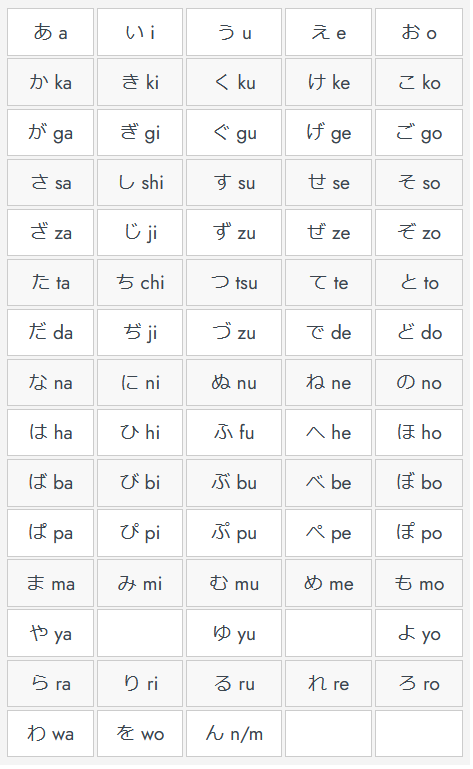 あ a い i う u え e お o
か ka き ki く ku け ke こ ko
が ga ぎ gi ぐ gu げ ge ご go
さ sa し shi す su せ se そ so
ざ za じ ji ず zu ぜ ze ぞ zo
た ta ち chi つ tsu て te と to
だ da ぢ ji づ zu で de ど do
な na に ni ぬ nu ね ne の no
は ha ひ hi ふ fu へ he ほ ho
ば ba び bi ぶ bu べ be ぼ bo
ぱ pa ぴ pi ぷ pu ぺ pe ぽ po
ま ma み mi む mu め me も mo
や ya ゆ yu よ yo
ら ra り ri る ru れ re ろ ro
わ wa を wo ん n/m